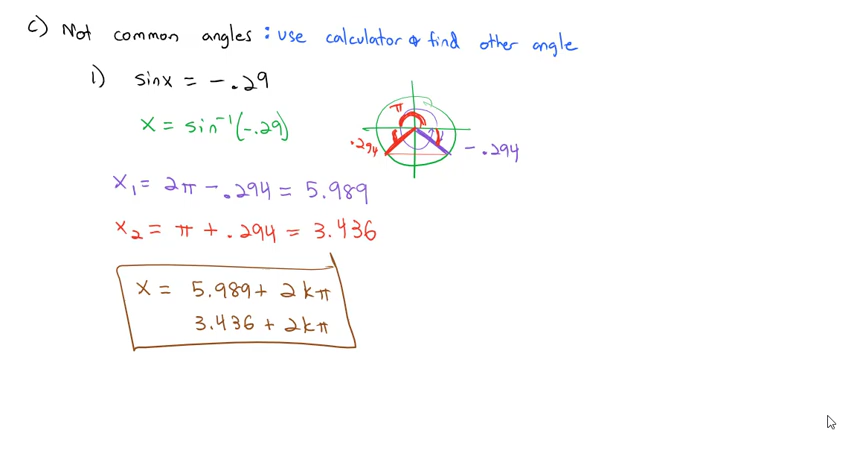 c) Not common angles : use calculator & find other angle
1) sinx = -.29
x = sin⁻¹(-.29)
π
.294
-.294
x₁ = 2π - .294 = 5.989
x₂ = π + .294 = 3.436
x = 5.989 + 2kπ
3.436 + 2kπ